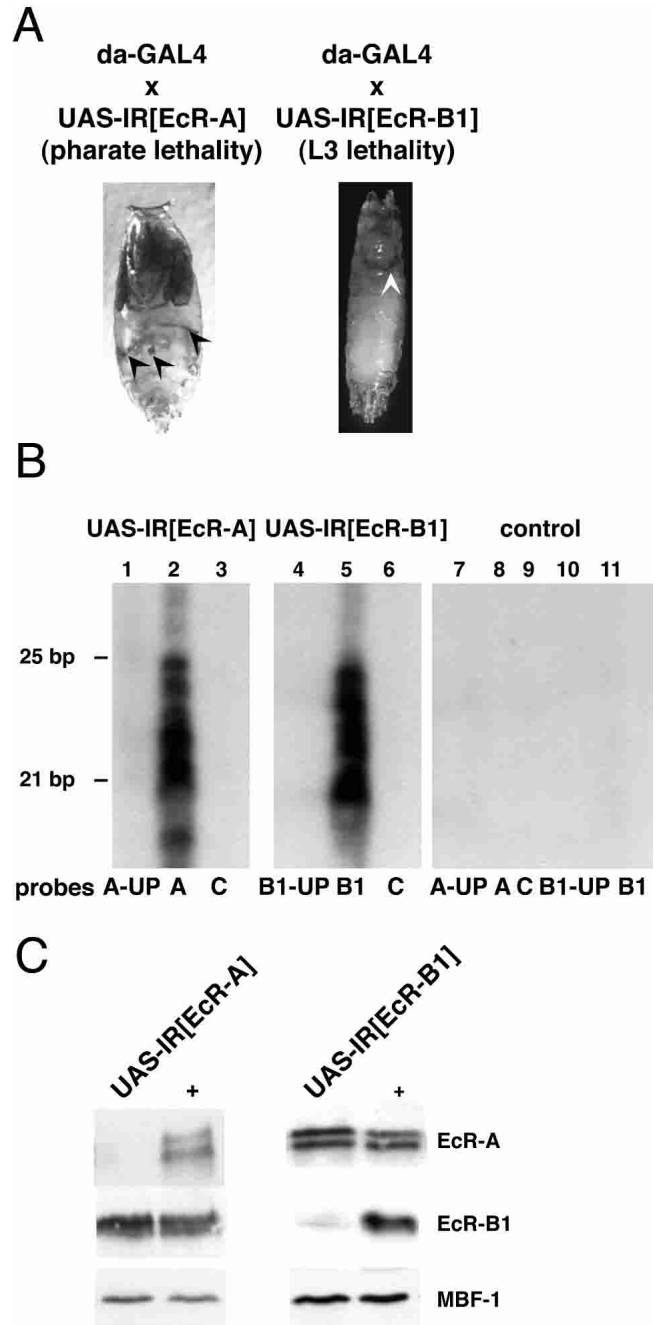 A
da-GAL4 da-GAL4
x x
UAS-IR[EcR-A] UAS-IR[EcR-B1]
(pharate lethality) (L3 lethality)
B
UAS-IR[EcR-A] UAS-IR[EcR-B1] control
1 2 3 4 5 6 7 8 9 10 11
25 bp
21 bp
probes A-UP A C B1-UP B1 C A-UP A C B1-UP B1
C
UAS-IR[EcR-A] UAS-IR[EcR-B1]
+ +
EcR-A
EcR-B1
MBF-1